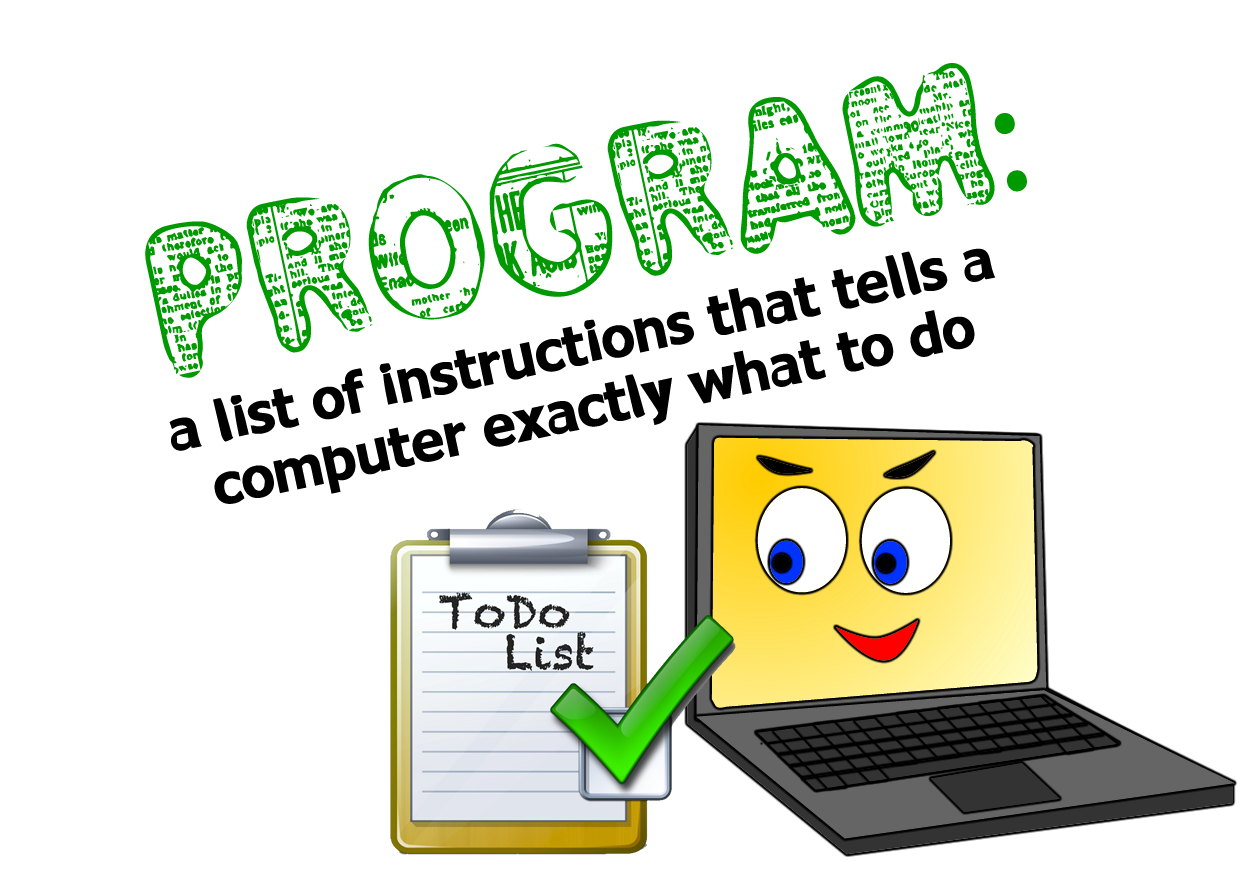 PROGRAM:
a list of instructions that tells a
computer exactly what to do
ToDo
List